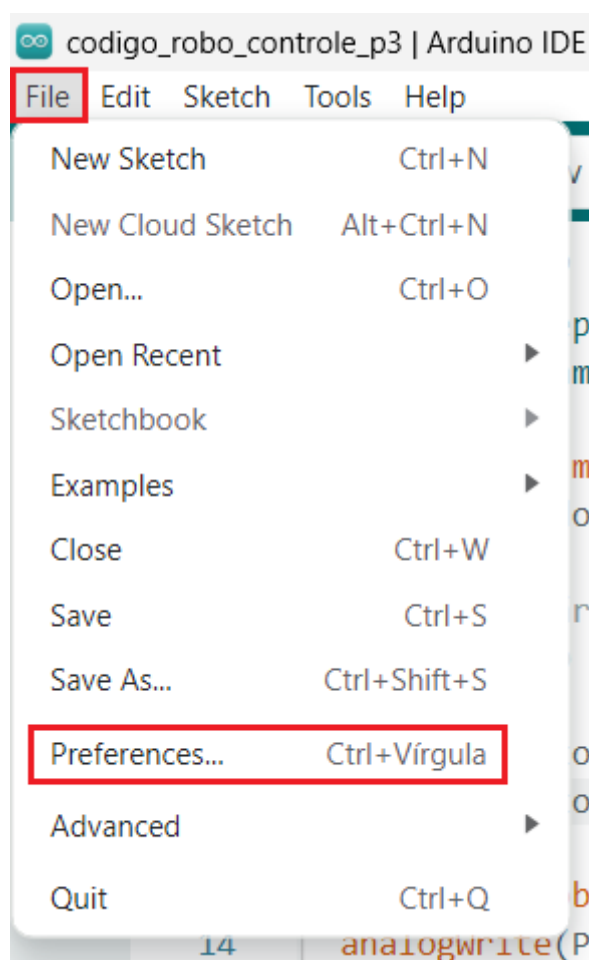 codigo_robo_controle_p3 | Arduino IDE
File Edit Sketch Tools Help
New Sketch Ctrl+N
New Cloud Sketch Alt+Ctrl+N
Open... Ctrl+O
Open Recent
Sketchbook
Examples
Close Ctrl+W
Save Ctrl+S
Save As... Ctrl+Shift+S
Preferences... Ctrl+Vírgula
Advanced
Quit Ctrl+Q
14 analogWrite(P